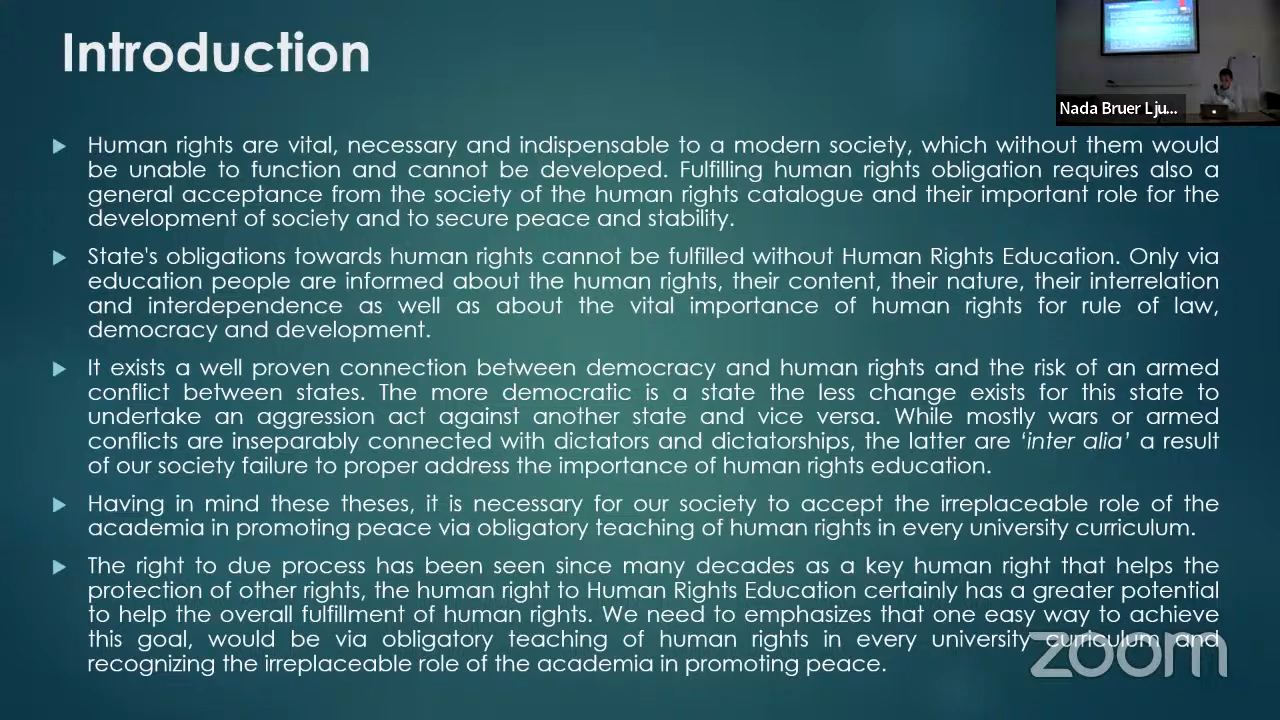 Introduction
Nada Bruer Lju...
Human rights are vital, necessary and indispensable to a modern society, which without them would
be unable to function and cannot be developed. Fulfilling human rights obligation requires also a
general acceptance from the society of the human rights catalogue and their important role for the
development of society and to secure peace and stability.
State's obligations towards human rights cannot be fulfilled without Human Rights Education. Only via
education people are informed about the human rights, their content, their nature, their interrelation
and interdependence as well as about the vital importance of human rights for rule of law,
democracy and development.
It exists a well proven connection between democracy and human rights and the risk of an armed
conflict between states. The more democratic is a state the less change exists for this state to
undertake an aggression act against another state and vice versa. While mostly wars or armed
conflicts are inseparably connected with dictators and dictatorships, the latter are ‘inter alia’ a result
of our society failure to proper address the importance of human rights education.
Having in mind these theses, it is necessary for our society to accept the irreplaceable role of the
academia in promoting peace via obligatory teaching of human rights in every university curriculum.
The right to due process has been seen since many decades as a key human right that helps the
protection of other rights, the human right to Human Rights Education certainly has a greater potential
to help the overall fulfillment of human rights. We need to emphasizes that one easy way to achieve
this goal, would be via obligatory teaching of human rights in every university curriculum and
recognizing the irreplaceable role of the academia in promoting peace.
zoom